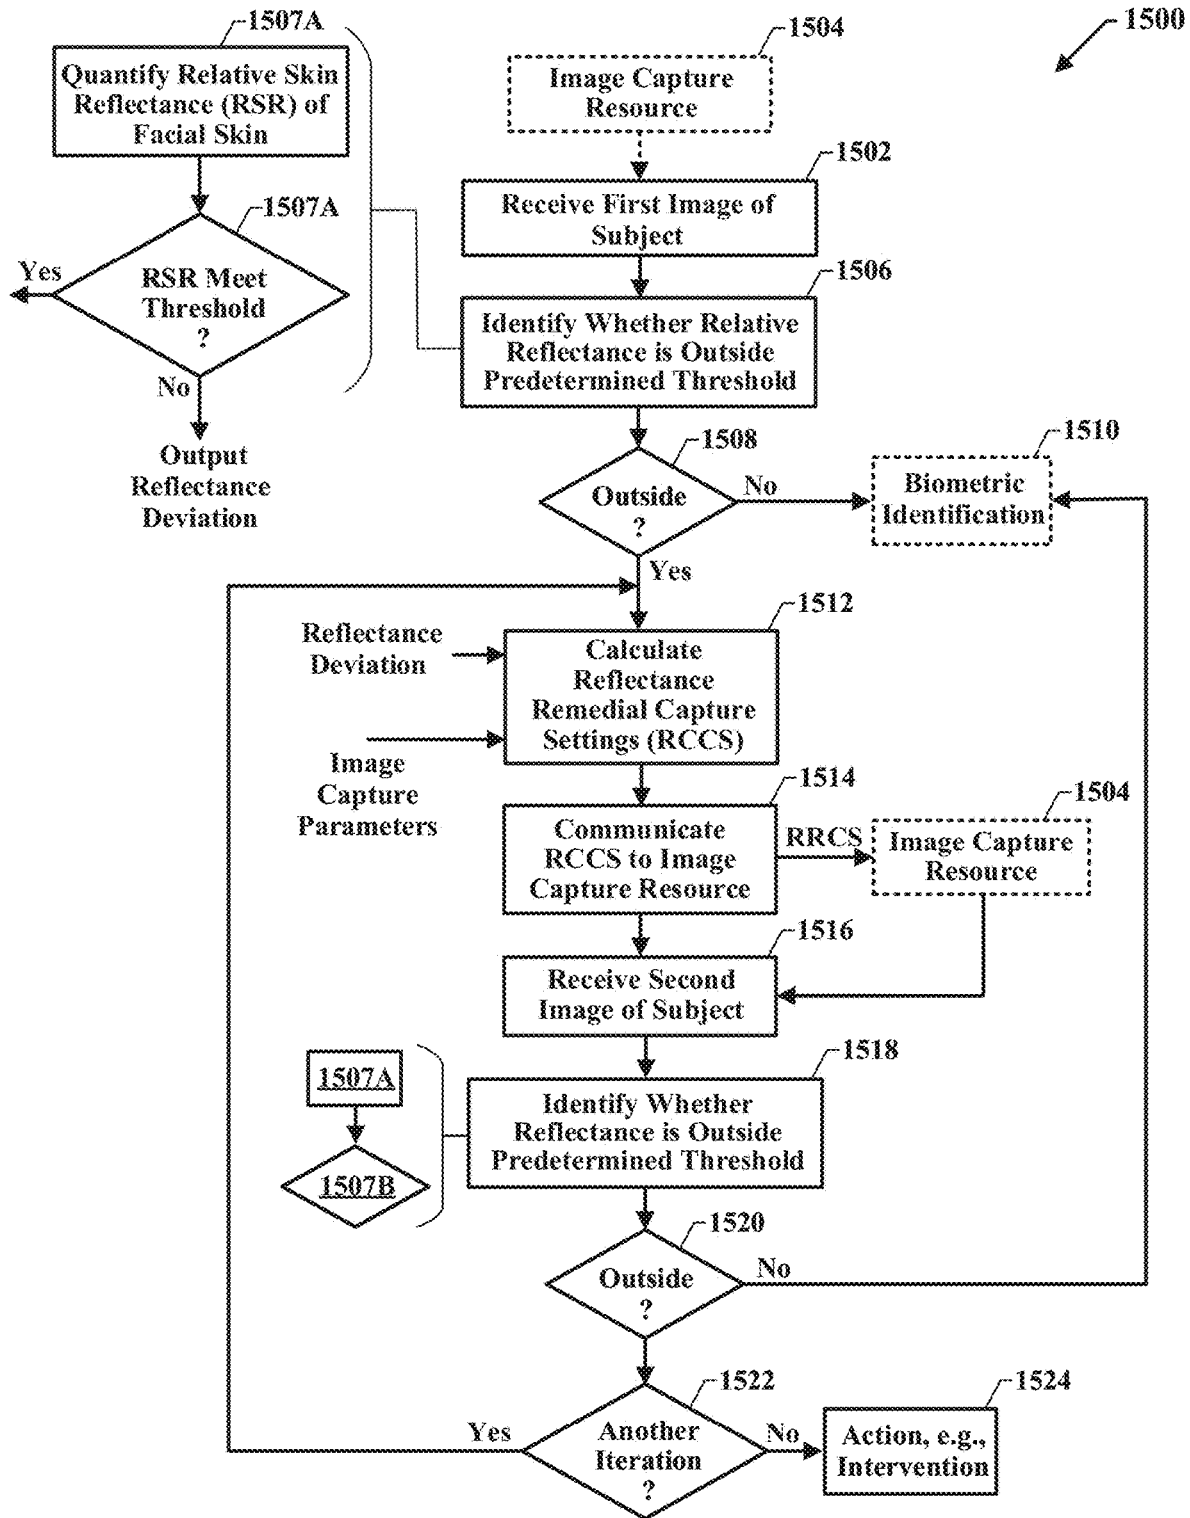 1500
1507A
Quantify Relative Skin
Reflectance (RSR) of
Facial Skin
1507A
RSR Meet
Threshold
?
Yes
No
Output
Reflectance
Deviation
1504
Image Capture
Resource
1502
Receive First Image of
Subject
1506
Identify Whether Relative
Reflectance is Outside
Predetermined Threshold
1508
Outside
?
No
Yes
1510
Biometric
Identification
1512
Calculate
Reflectance
Remedial Capture
Settings (RCCS)
Reflectance
Deviation
Image
Capture
Parameters
1514
Communicate
RCCS to Image
Capture Resource
RRCS
1504
Image Capture
Resource
1516
Receive Second
Image of Subject
1518
Identify Whether
Reflectance is Outside
Predetermined Threshold
1507A
1507B
1520
Outside
?
No
1522
Another
Iteration
?
Yes
No
1524
Action, e.g.,
Intervention